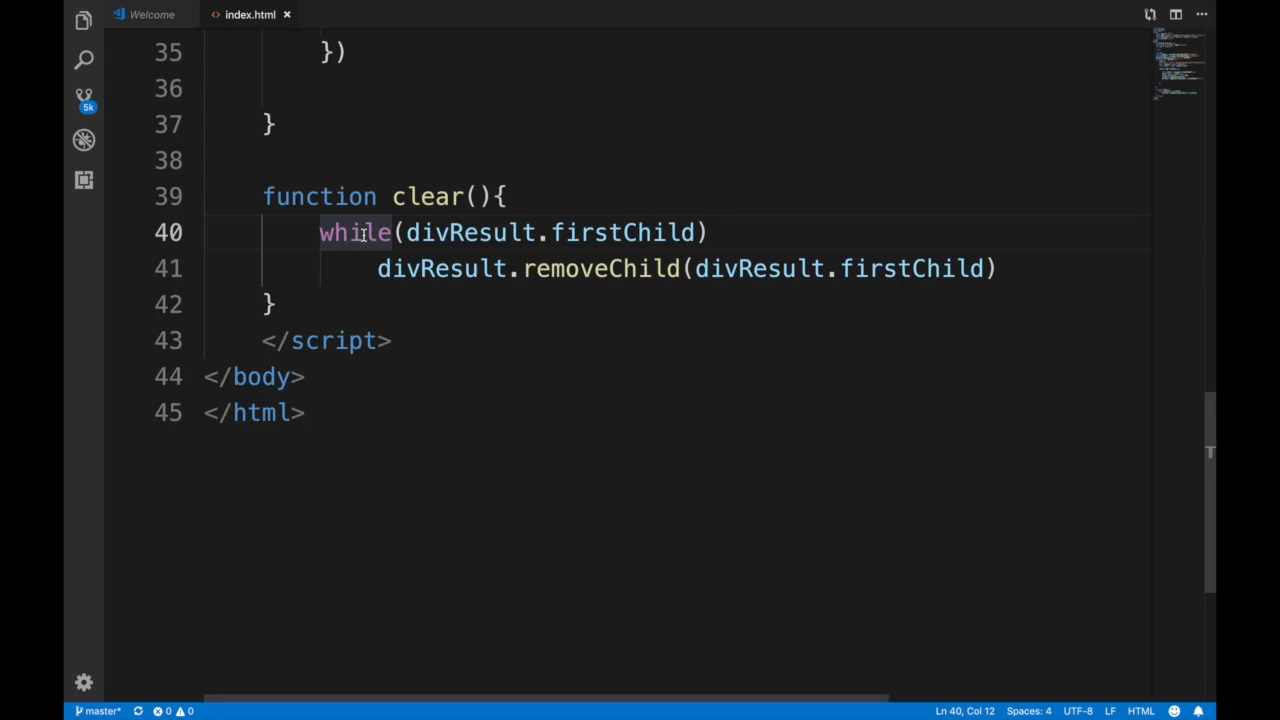 Welcome
<> index.html ×
35 })
36
37 }
38
39 function clear(){
40 while(divResult.firstChild)
41 divResult.removeChild(divResult.firstChild)
42 }
43 </script>
44 </body>
45 </html>
5k
master* 0 0 Ln 40, Col 12 Spaces: 4 UTF-8 LF HTML